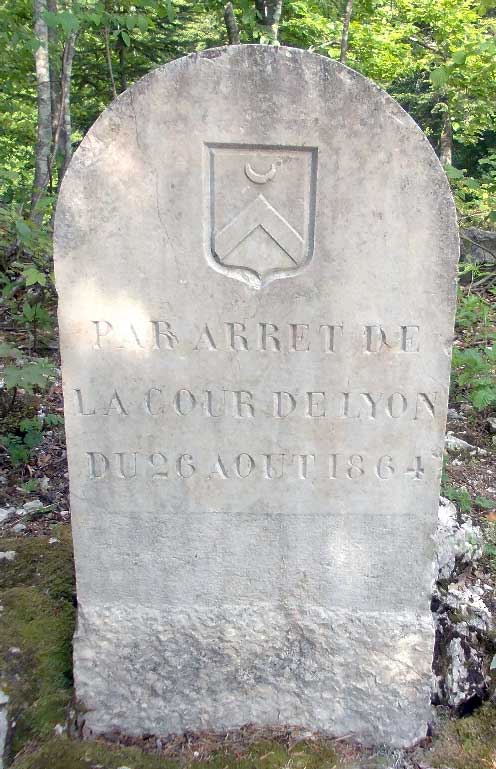 PAR ARRET DE
LA COUR DE LYON
DU 26 AOUT 1864